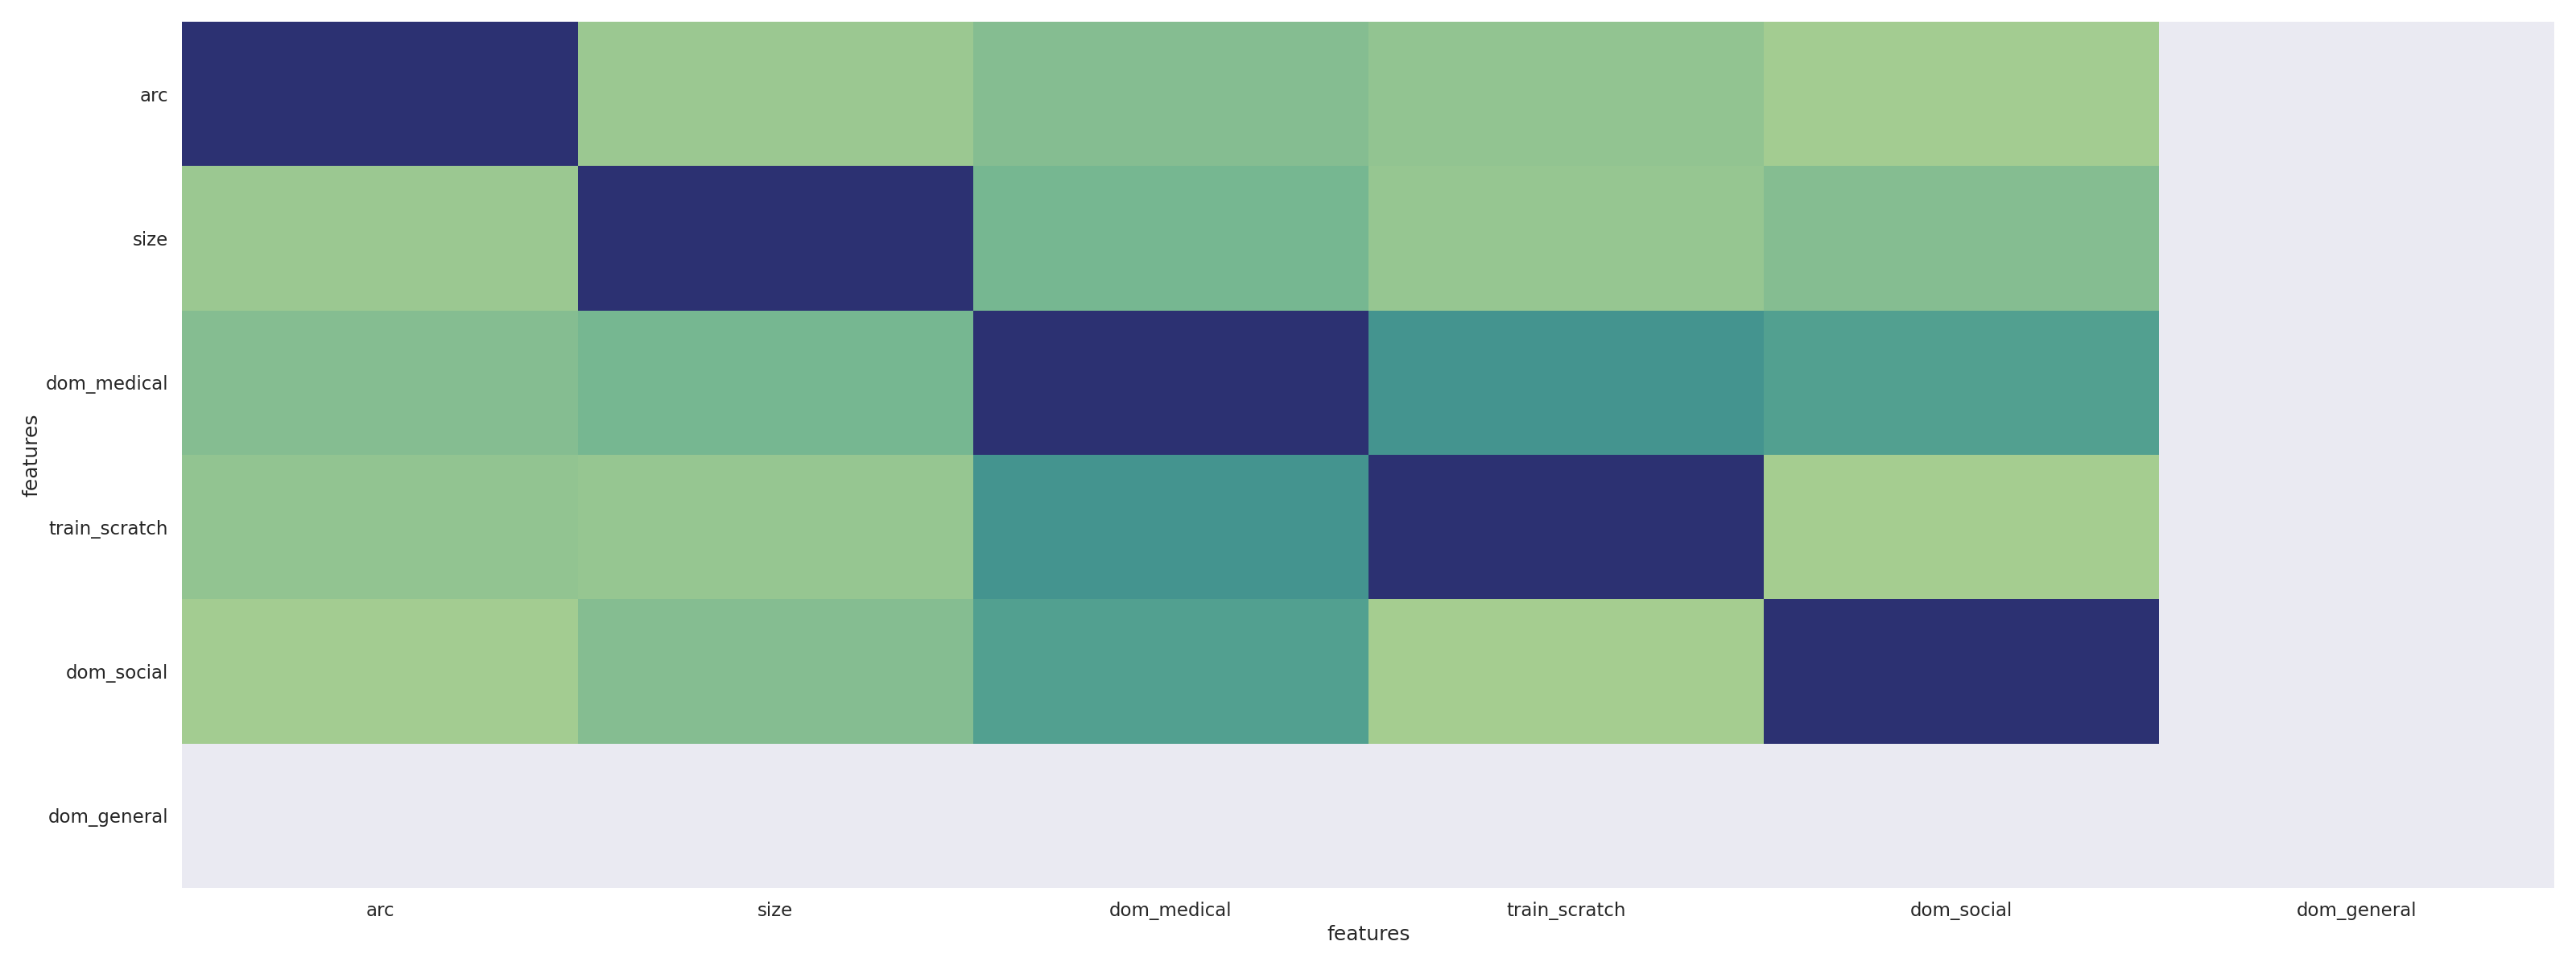 arc
size
dom_medical
train_scratch
dom_social
dom_general
features
arc size dom_medical train_scratch dom_social dom_general
features